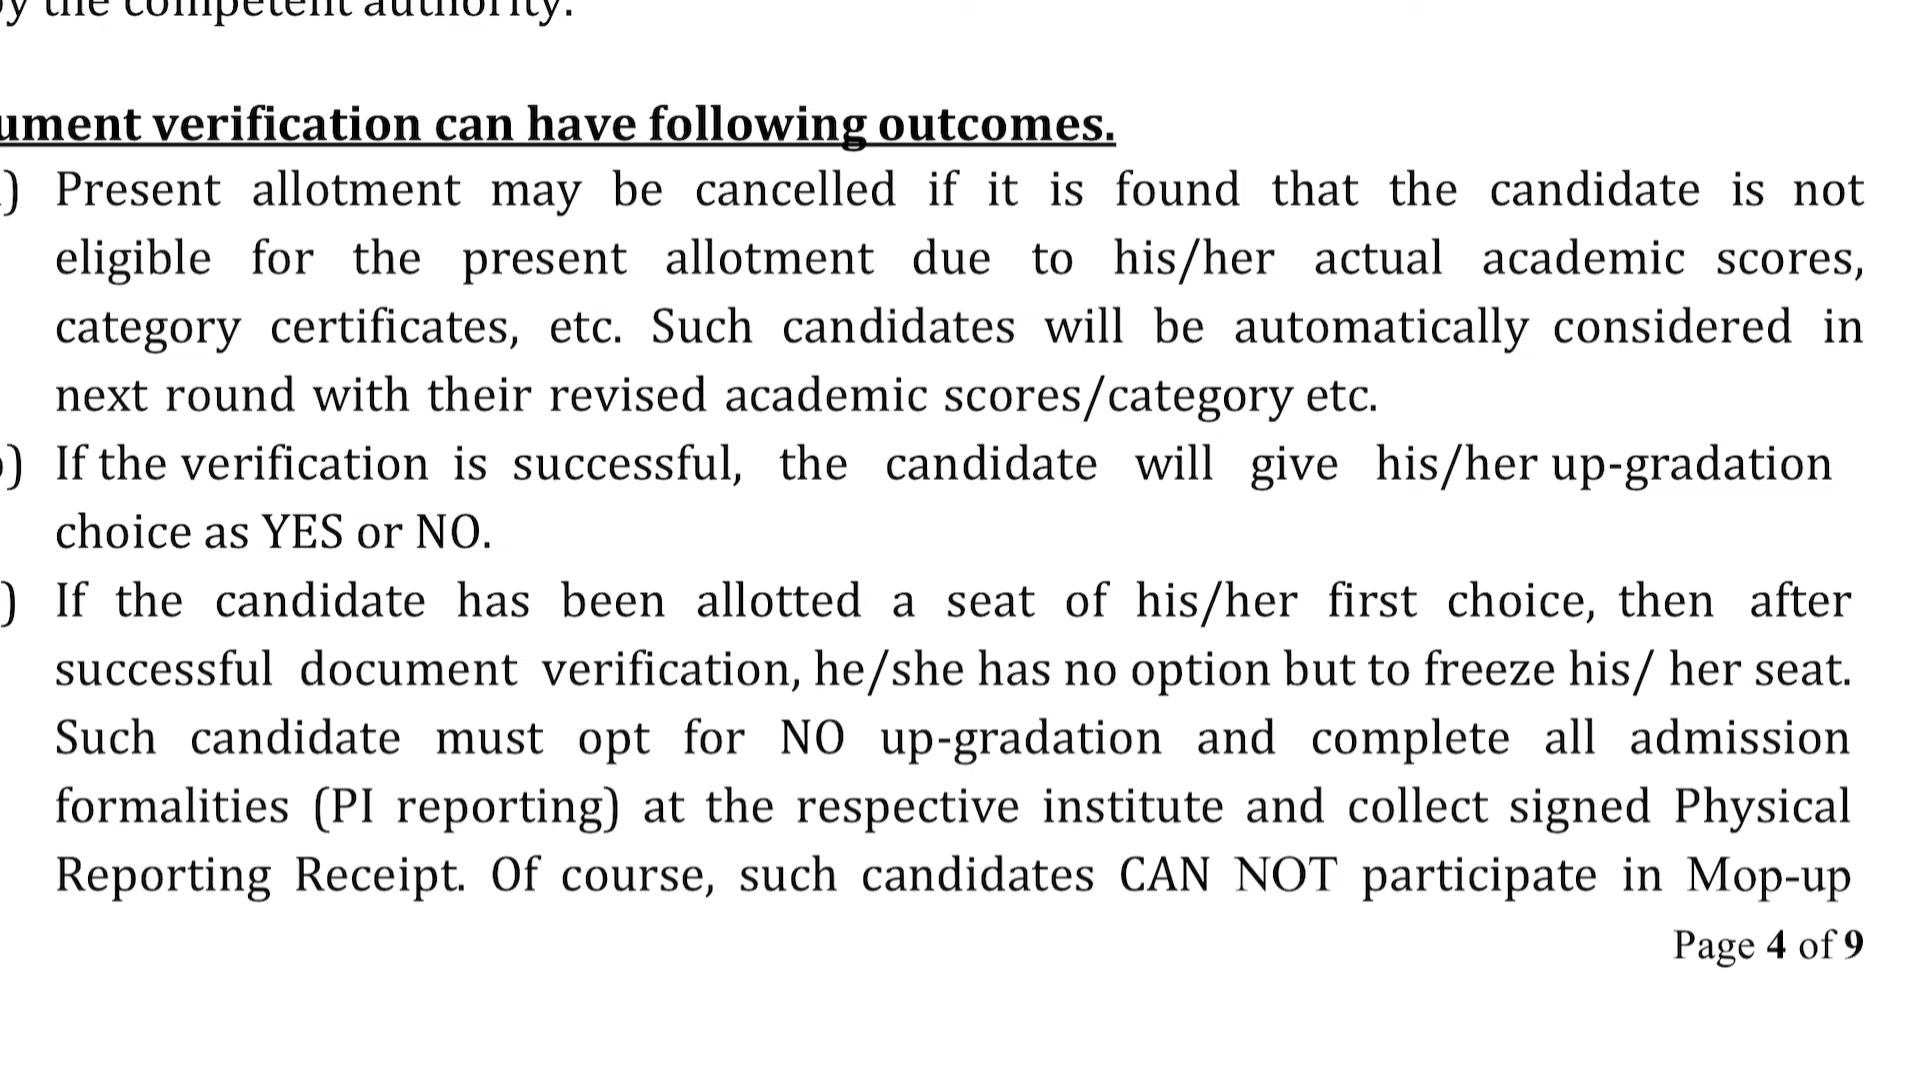 the competent authority.
ument verification can have following outcomes.
) Present allotment may be cancelled if it is found that the candidate is not
eligible for the present allotment due to his/her actual academic scores,
category certificates, etc. Such candidates will be automatically considered in
next round with their revised academic scores/category etc.
) If the verification is successful, the candidate will give his/her up-gradation
choice as YES or NO.
) If the candidate has been allotted a seat of his/her first choice, then after
successful document verification, he/she has no option but to freeze his/ her seat.
Such candidate must opt for NO up-gradation and complete all admission
formalities (PI reporting) at the respective institute and collect signed Physical
Reporting Receipt. Of course, such candidates CAN NOT participate in Mop-up
Page 4 of 9